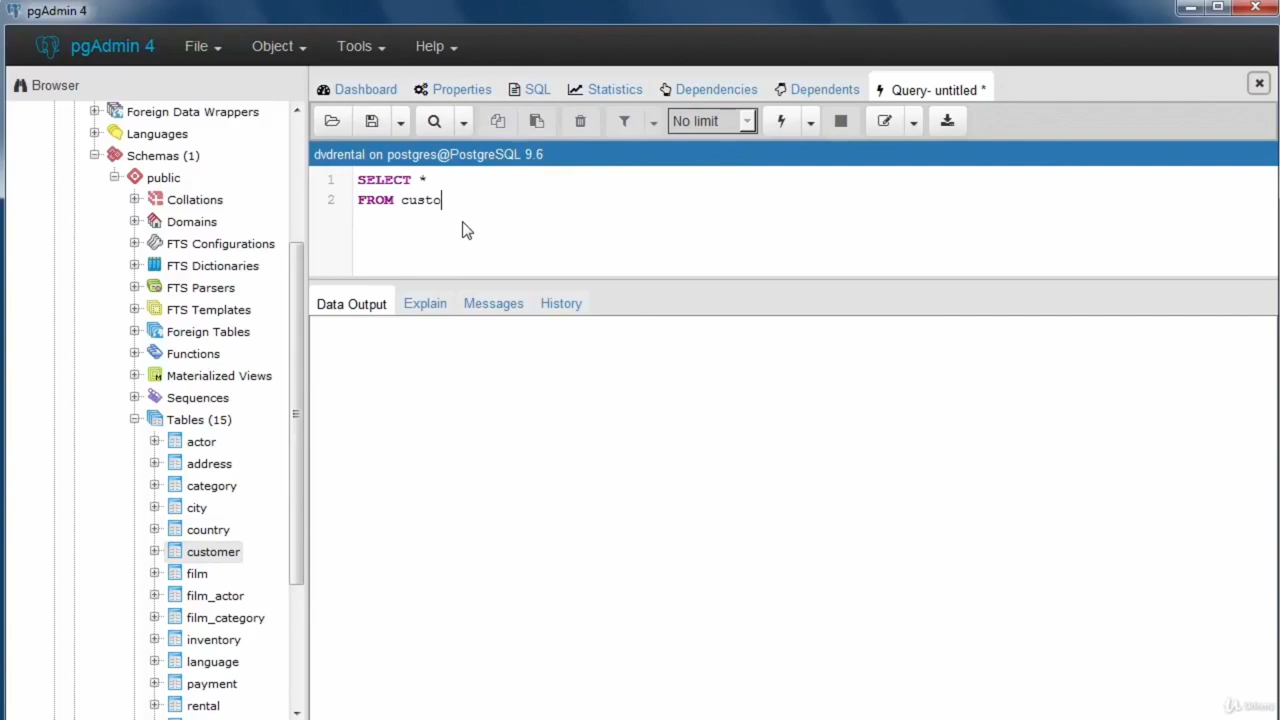 pgAdmin 4
pgAdmin 4 File Object Tools Help
Browser
Dashboard Properties SQL Statistics Dependencies Dependents Query- untitled *
No limit
dvdrental on postgres@PostgreSQL 9.6
1 SELECT *
2 FROM custo
Data Output Explain Messages History
Foreign Data Wrappers
Languages
Schemas (1)
public
Collations
Domains
FTS Configurations
FTS Dictionaries
FTS Parsers
FTS Templates
Foreign Tables
Functions
Materialized Views
Sequences
Tables (15)
actor
address
category
city
country
customer
film
film_actor
film_category
inventory
language
payment
rental
Udemy